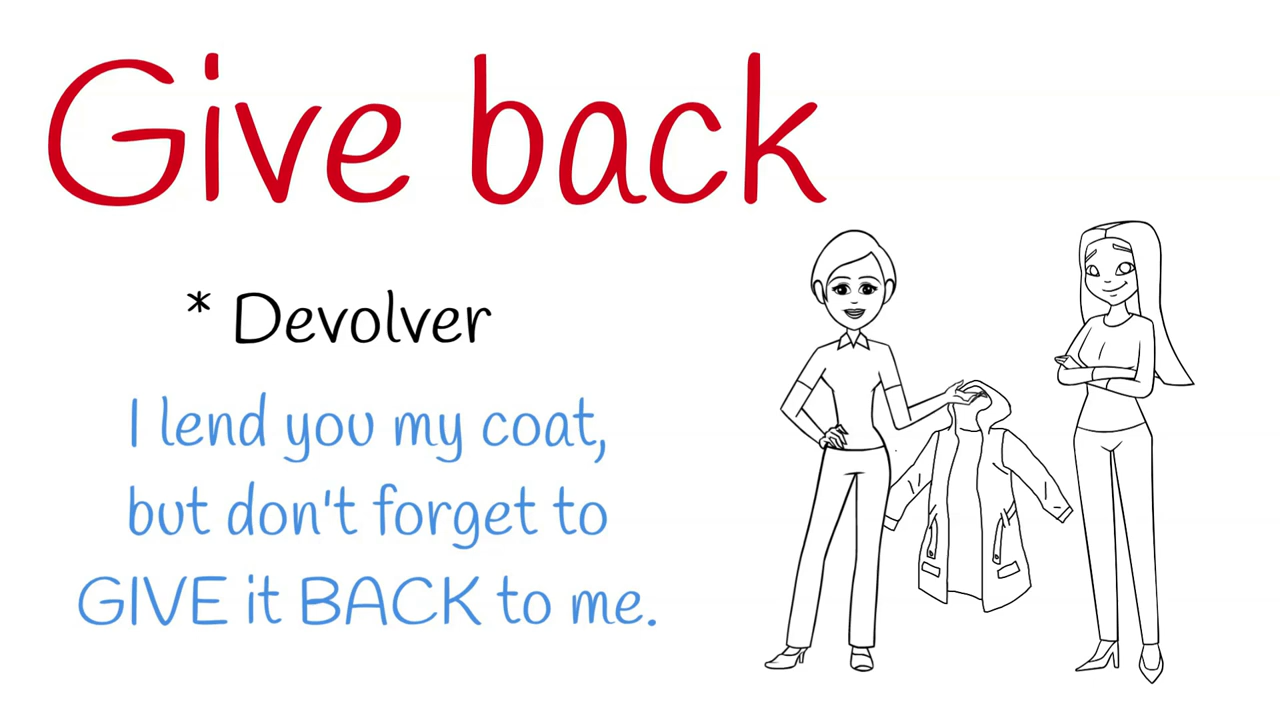 Give back
* Devolver
I lend you my coat,
but don't forget to
GIVE it BACK to me.